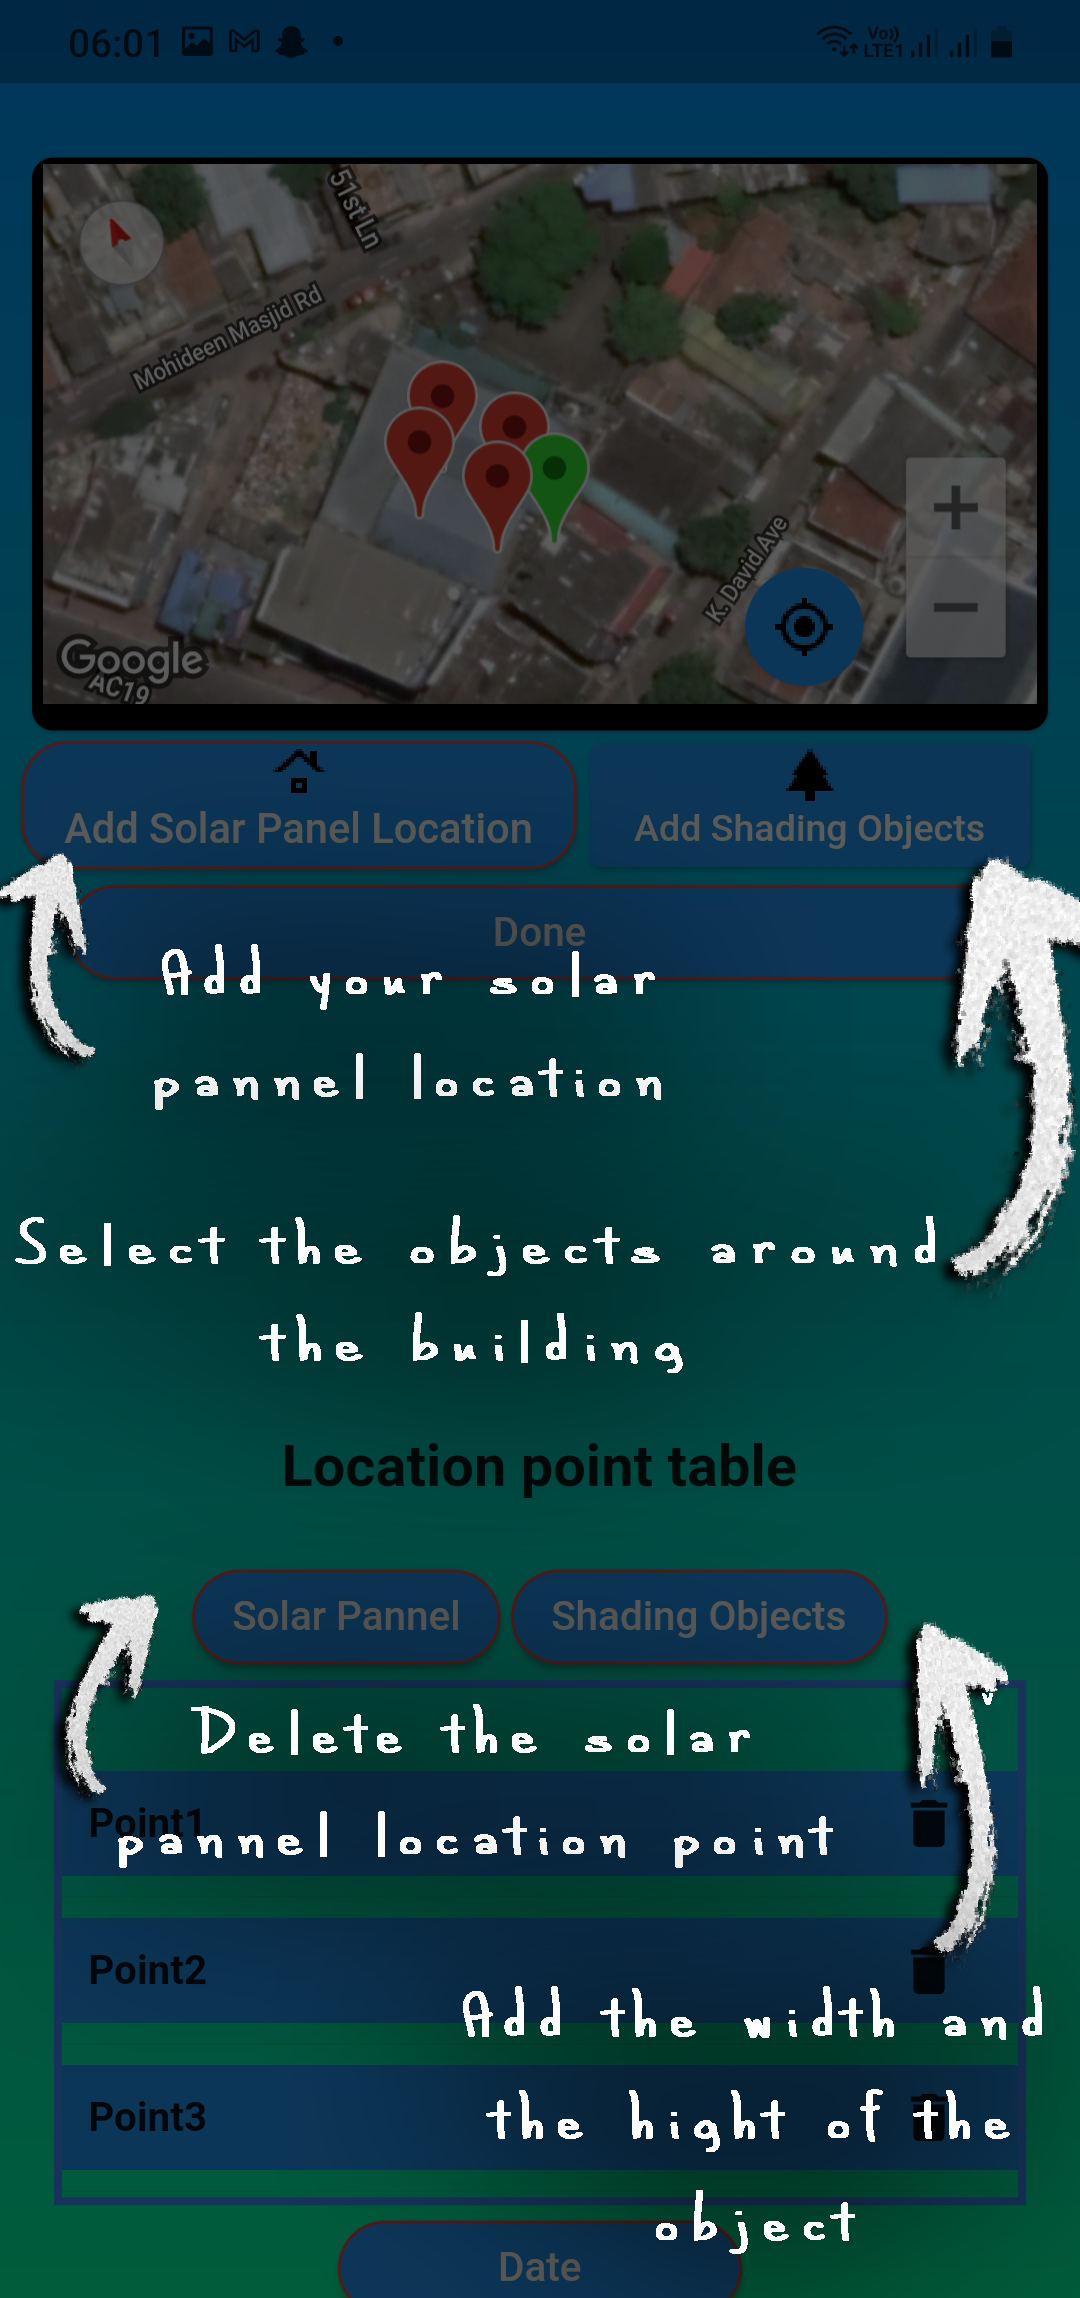 06:01
Vo))
LTE1
51st Ln
Mohideen Masjid Rd
K. David Ave
Google
AC19
Add Solar Panel Location
Add Shading Objects
Done
Add your solar
pannel location
Select the objects around
the building
Location point table
Solar Pannel
Shading Objects
Delete the solar
Point1
pannel location point
Point2
Add the width and
Point3
the hight of the
object
Date